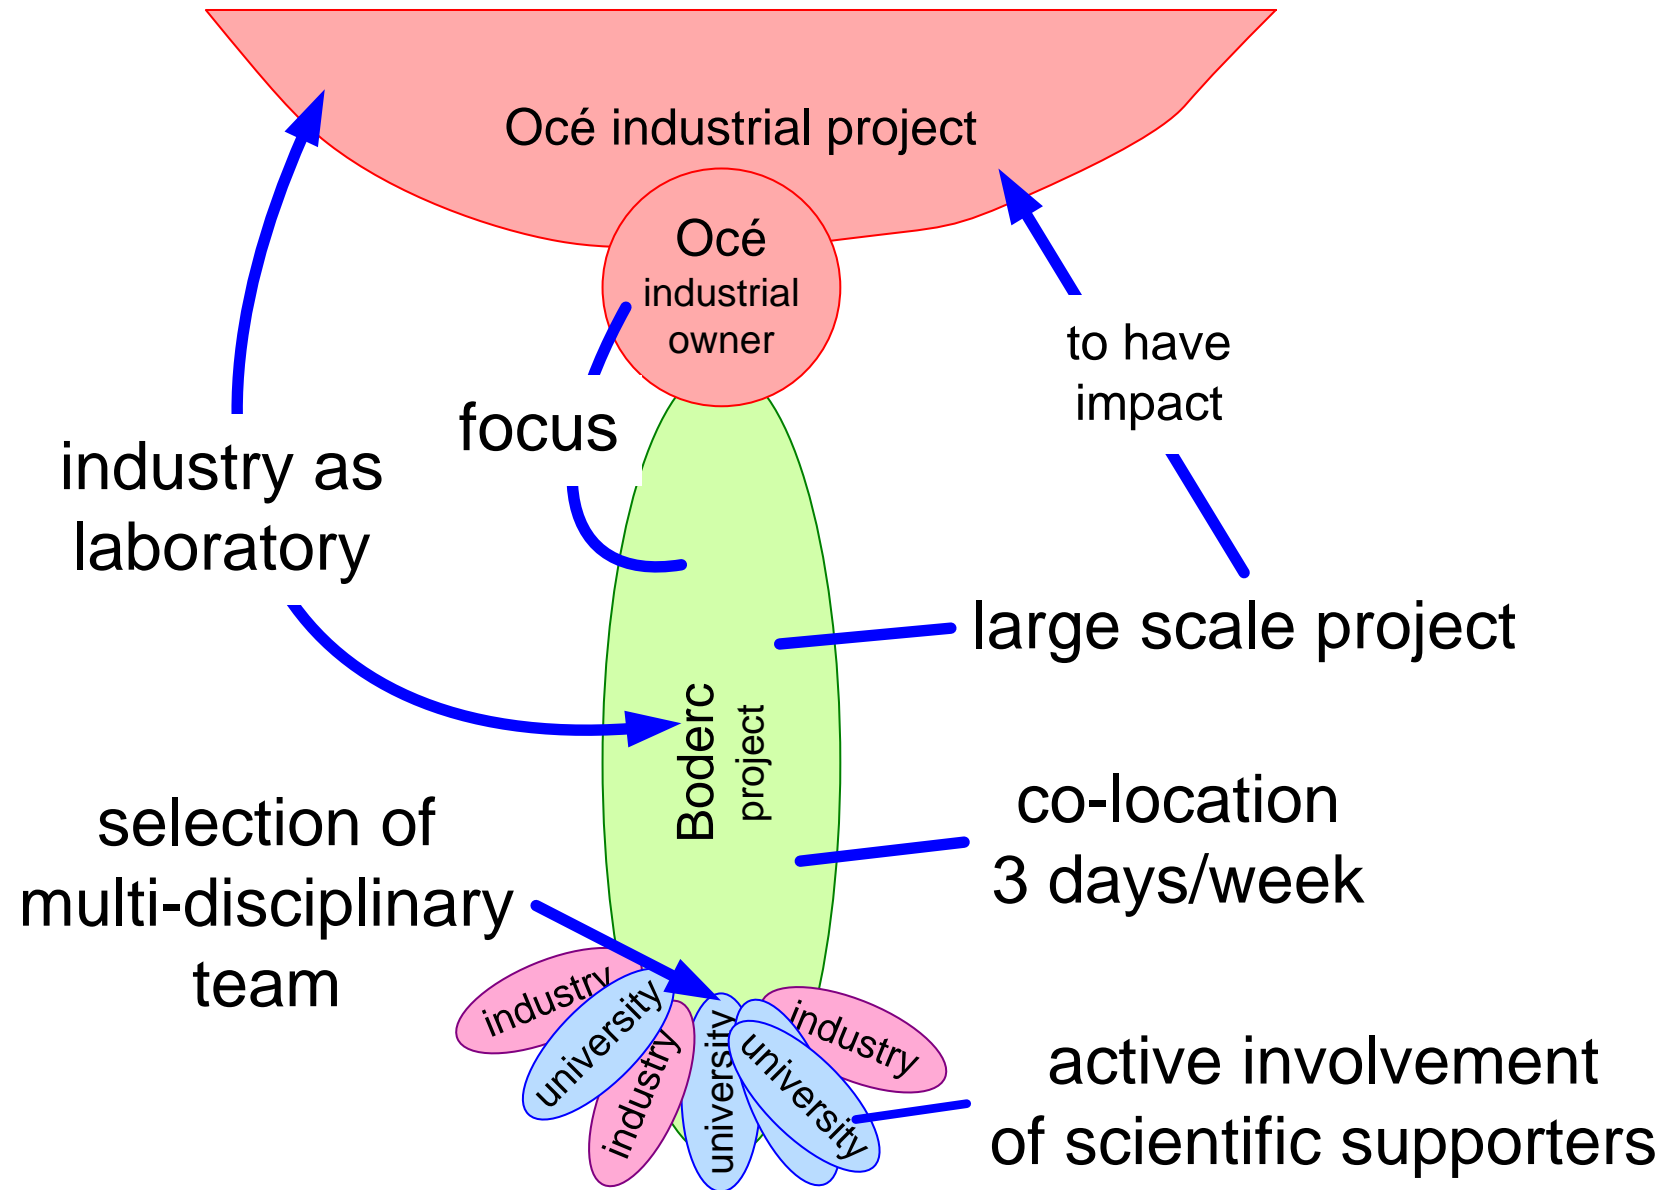 Océ industrial project
Océ
industrial
owner
to have
impact
focus
industry as
laboratory
large scale project
Boderc
project
co-location
3 days/week
selection of
multi-disciplinary
team
industry
university
industry
university
university
industry
active involvement
of scientific supporters